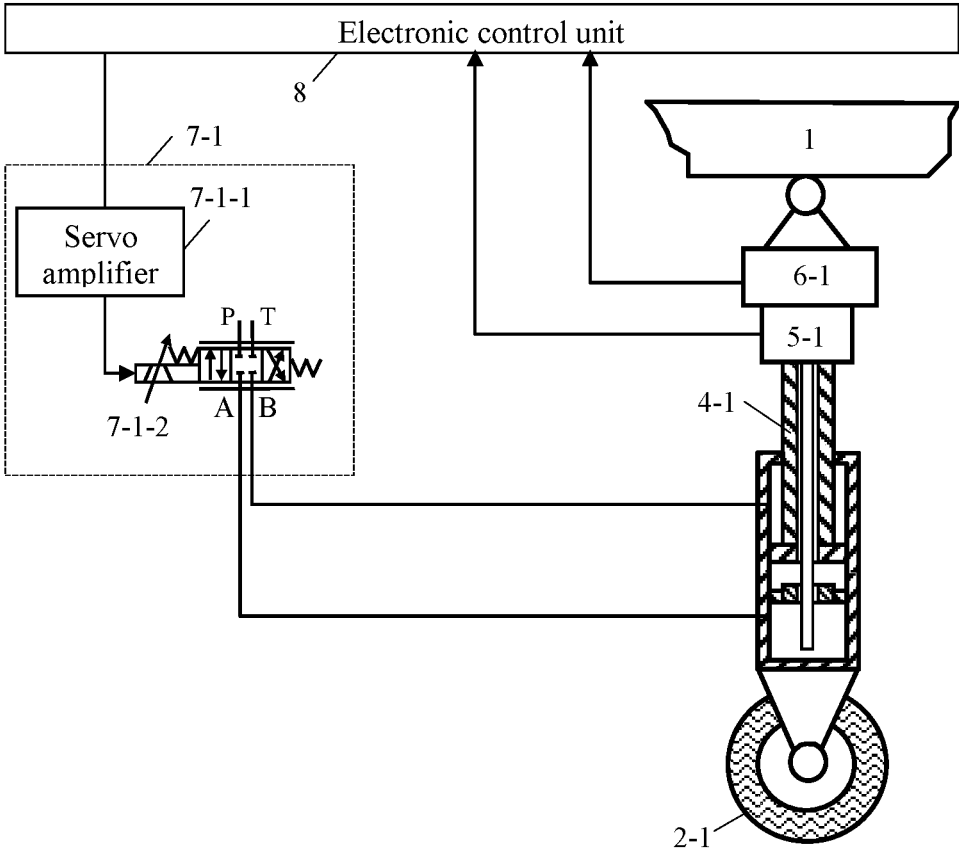 Electronic control unit
8
7-1
1
7-1-1
Servo
amplifier
6-1
P T
5-1
A B
4-1
7-1-2
2-1